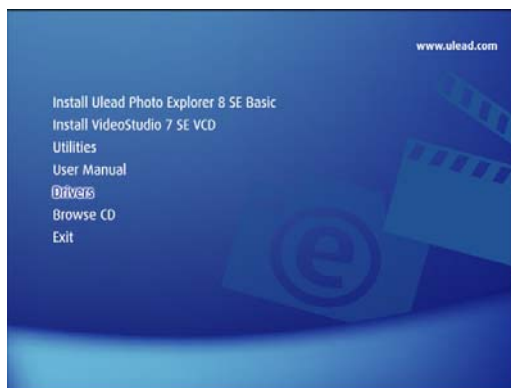 www.ulead.com
Install Ulead Photo Explorer 8 SE Basic
Install VideoStudio 7 SE VCD
Utilities
User Manual
Drivers
Browse CD
Exit
e